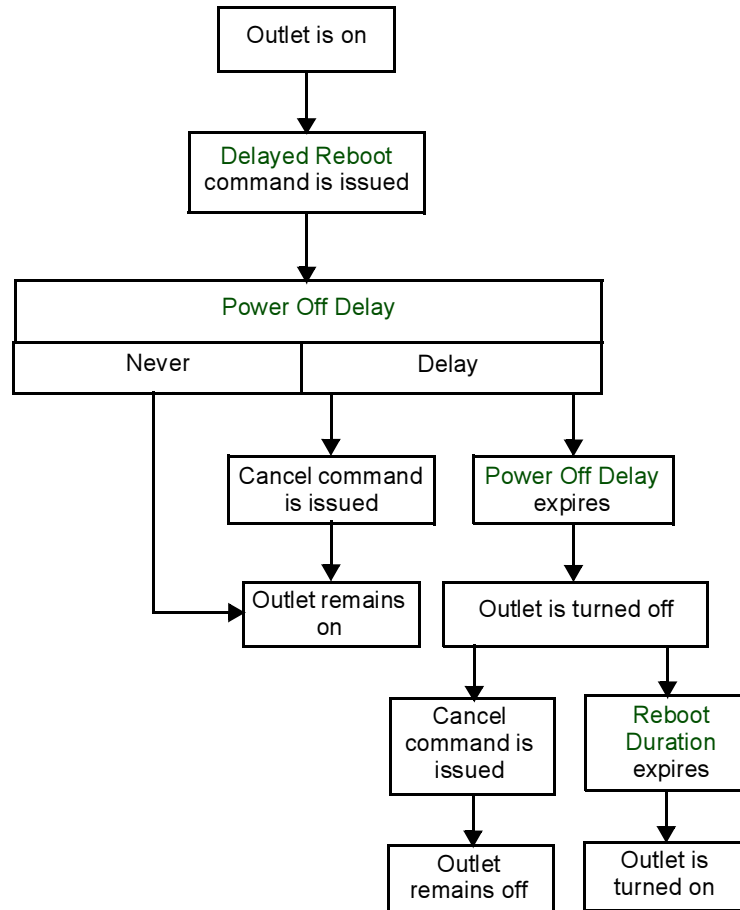 Outlet is on
Delayed Reboot
command is issued
Power Off Delay
Never
Delay
Cancel command
is issued
Power Off Delay
expires
Outlet remains
on
Outlet is turned off
Cancel
command is
issued
Reboot
Duration
expires
Outlet
remains off
Outlet is
turned on